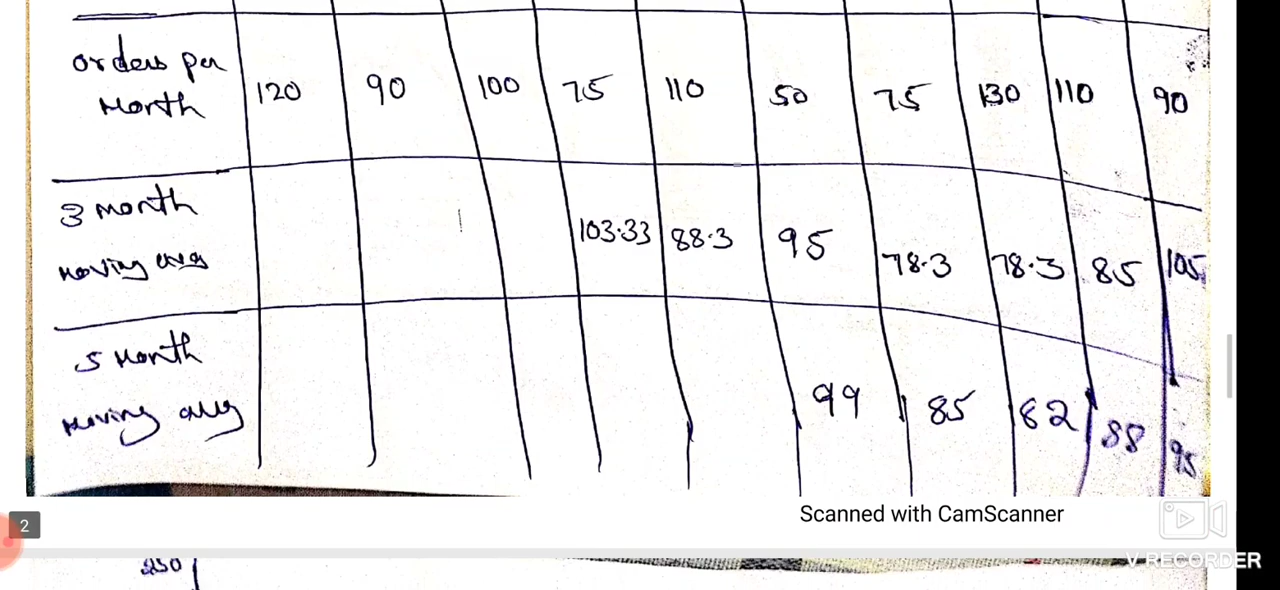 orders per Month 120 90 100 75 110 50 75 130 110 90
3 month moving avg 103.33 88.3 95 78.3 78.3 85 105
5 Month Moving avg 99 85 82 88 95
Scanned with CamScanner
2
V RECORDER
250